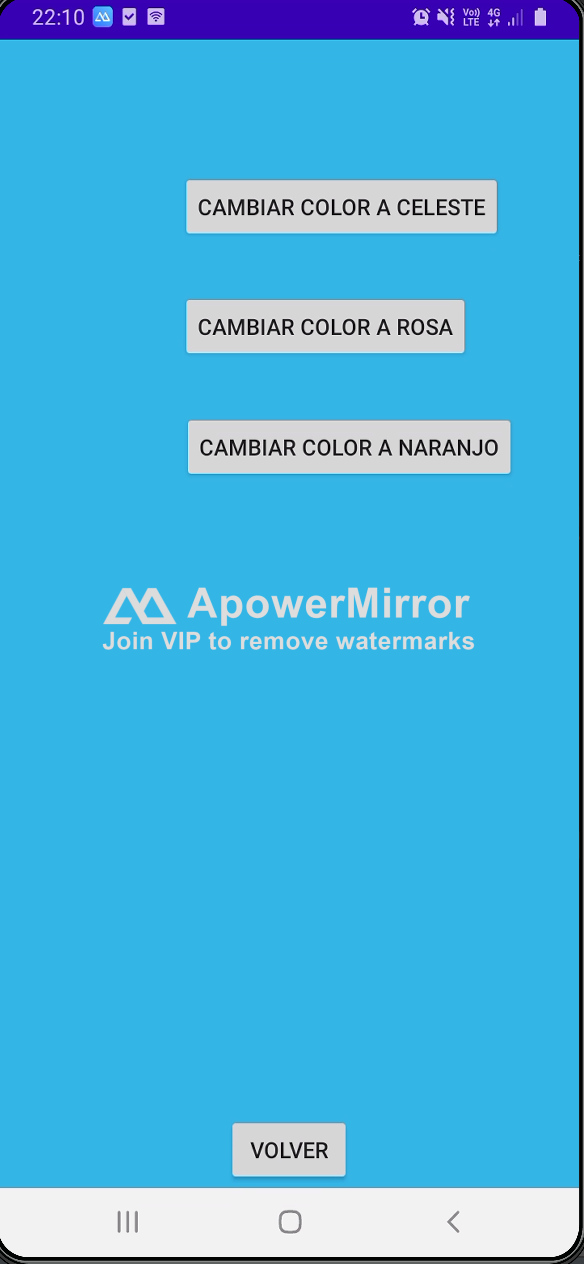 22:10
Vo))
LTE
4G
CAMBIAR COLOR A CELESTE
CAMBIAR COLOR A ROSA
CAMBIAR COLOR A NARANJO
ApowerMirror
Join VIP to remove watermarks
VOLVER